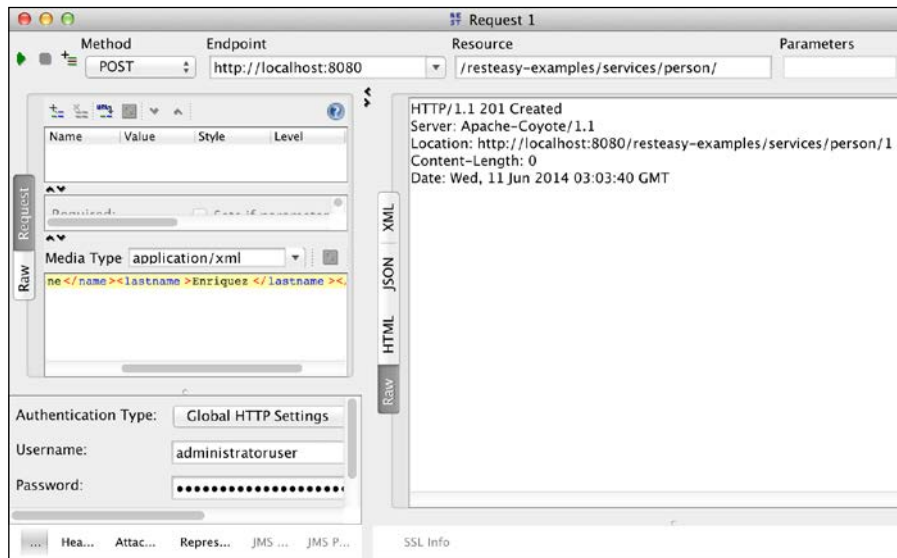 Request 1
Method Endpoint Resource Parameters
POST http://localhost:8080 /resteasy-examples/services/person/
Name Value Style Level
Required:
Request
Raw
Media Type application/xml
ne</name><lastname>Enriquez</lastname></
Authentication Type: Global HTTP Settings
Username: administratoruser
Password: ••••••••••••••••••••
... Hea... Attac... Repres... JMS ... JMS P...
XML
JSON
HTML
Raw
HTTP/1.1 201 Created
Server: Apache-Coyote/1.1
Location: http://localhost:8080/resteasy-examples/services/person/1
Content-Length: 0
Date: Wed, 11 Jun 2014 03:03:40 GMT
SSL Info